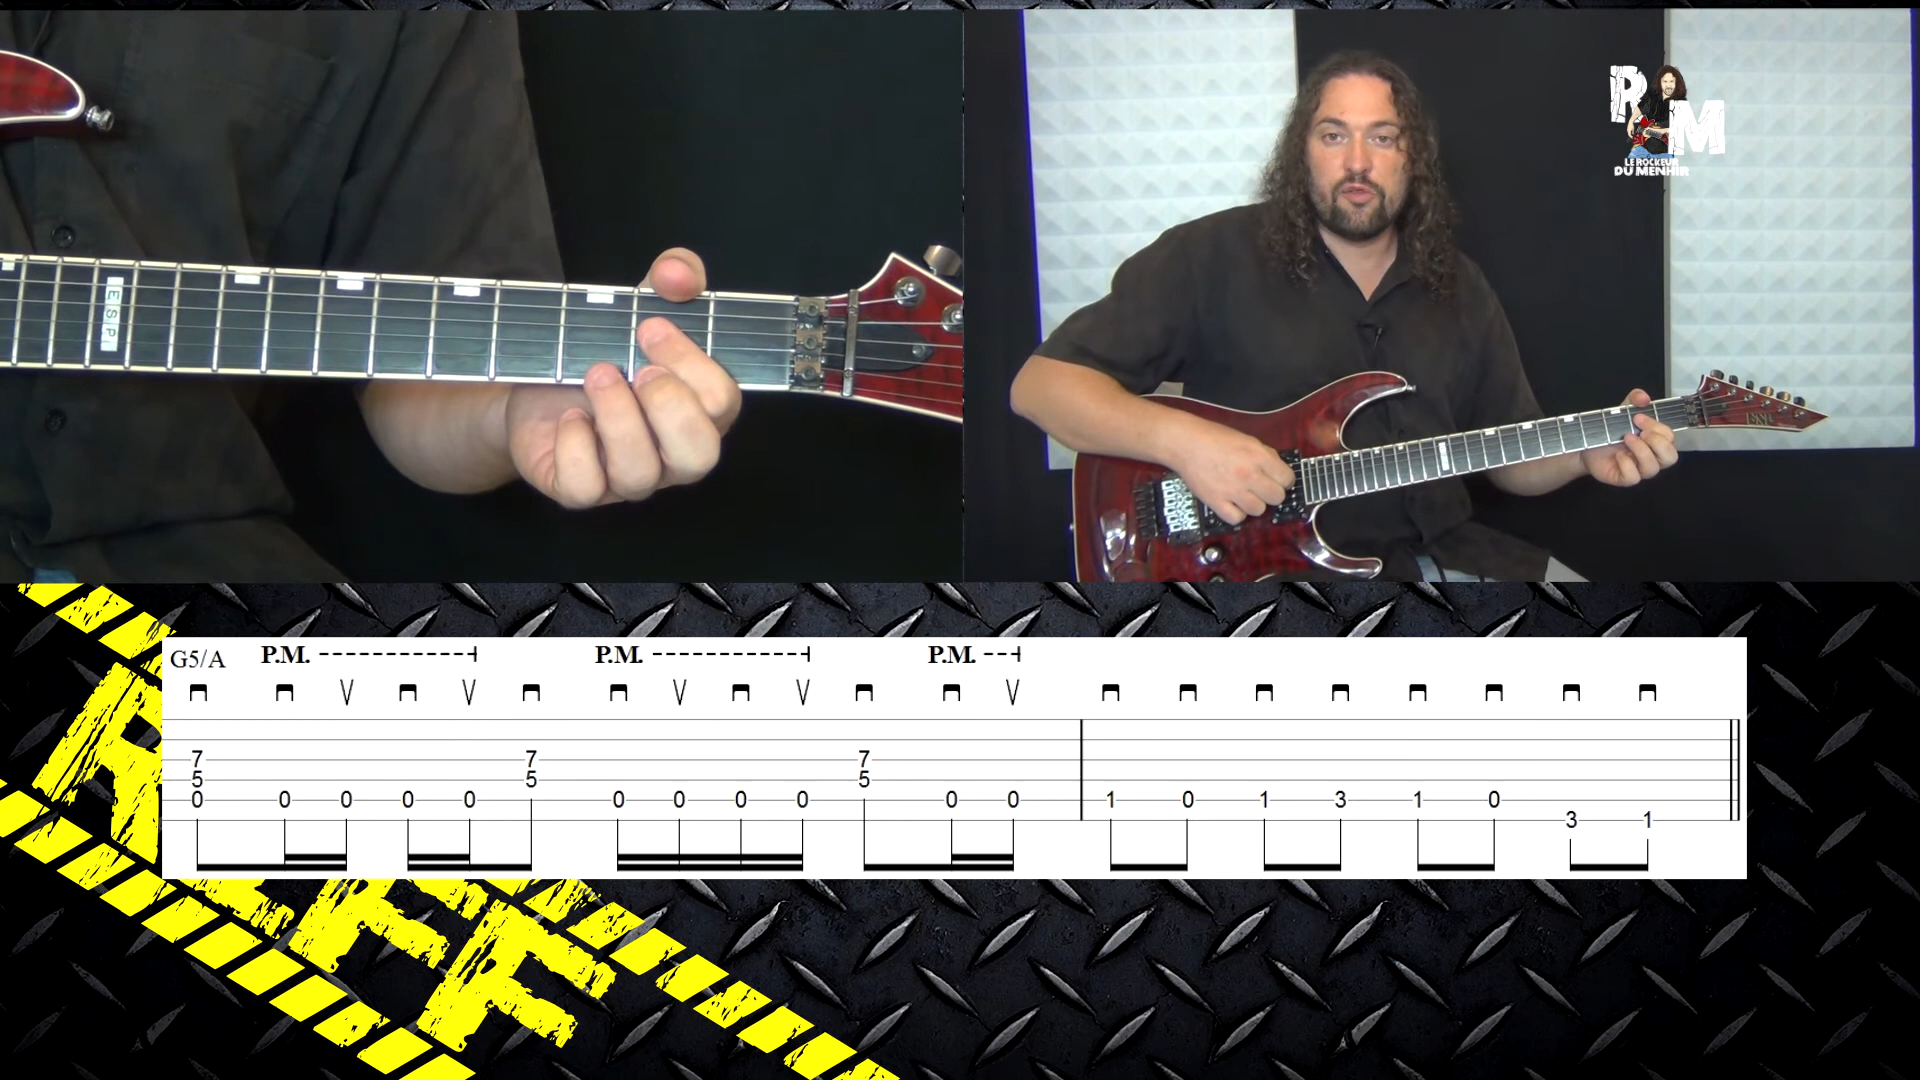 ESP
R M
LE ROCKEUR
DU MENHIR
G5/A P.M. P.M. P.M.
7 7 7
5 5 5
0 0 0 0 0 0 0 0 0 0 0 1 0 1 3 1 0
3 1
RIFF